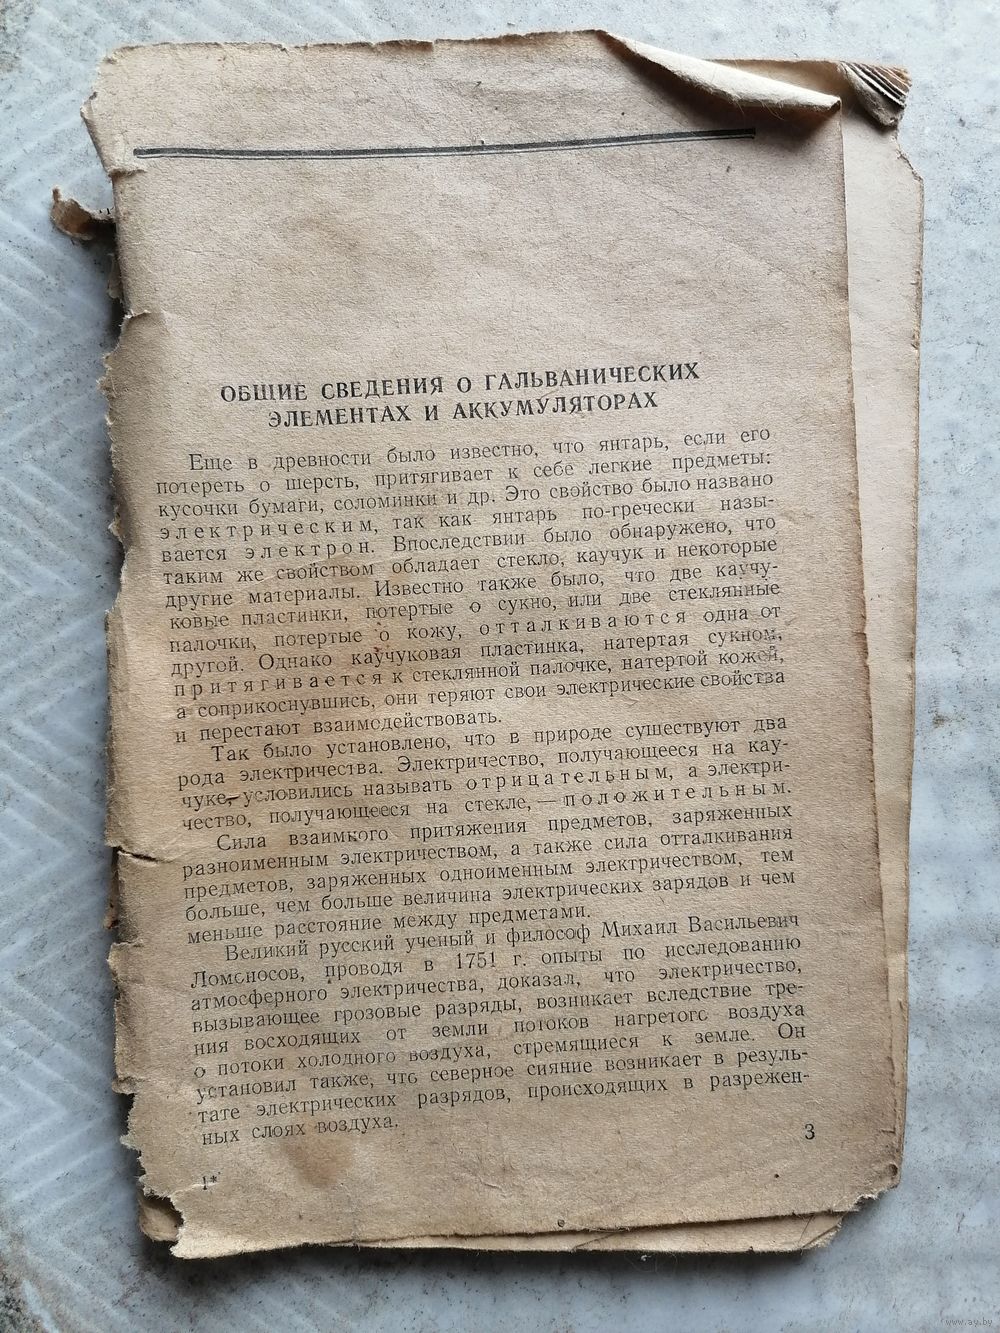 ОБЩИЕ СВЕДЕНИЯ О ГАЛЬВАНИЧЕСКИХ
ЭЛЕМЕНТАХ И АККУМУЛЯТОРАХ
Еще в древности было известно, что янтарь, если его
потереть о шерсть, притягивает к себе легкие предметы:
кусочки бумаги, соломинки и др. Это свойство было названо
электрическим, так как янтарь по-гречески назы-
вается электрон. Впоследствии было обнаружено, что
таким же свойством обладает стекло, каучук и некоторые
другие материалы. Известно также было, что две каучу-
ковые пластинки, потертые о сукно, или две стеклянные
палочки, потертые о кожу, отталкиваются одна от
другой. Однако каучуковая пластинка, натертая сукном,
притягивается к стеклянной палочке, натертой кожей,
а соприкоснувшись, они теряют свои электрические свойства
и перестают взаимодействовать.
Так было установлено, что в природе существуют два
рода электричества. Электричество, получающееся на кау-
чуке, условились называть отрицательным, а электри-
чество, получающееся на стекле, — положительным.
Сила взаимного притяжения предметов, заряженных
разноименным электричеством, а также сила отталкивания
предметов, заряженных одноименным электричеством, тем
больше, чем больше величина электрических зарядов и чем
меньше расстояние между предметами.
Великий русский ученый и философ Михаил Васильевич
Ломоносов, проводя в 1751 г. опыты по исследованию
атмосферного электричества, доказал, что электричество,
вызывающее грозовые разряды, возникает вследствие тре-
ния восходящих от земли потоков нагретого воздуха
о потоки холодного воздуха, стремящиеся к земле. Он
установил также, что северное сияние возникает в резуль-
тате электрических разрядов, происходящих в разрежен-
ных слоях воздуха.
3
1*
www.ay.by